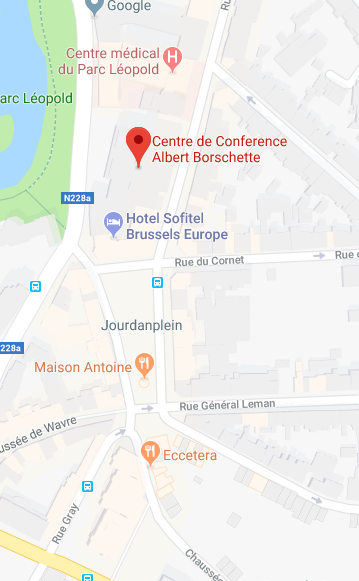 Google
Centre médical
du Parc Léopold
arc Léopold
Centre de Conference
Albert Borschette
N228a
Hotel Sofitel
Brussels Europe
Rue du Cornet
Rue d
Jourdanplein
228a
Maison Antoine
Rue Général Leman
ussée de Wavre
Eccetera
Rue Gray
Chaussé